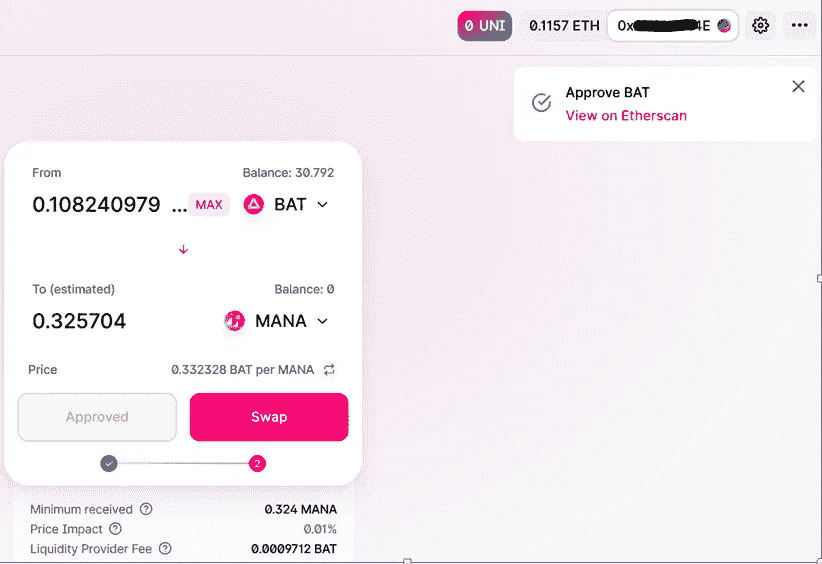 0 UNI 0.1157 ETH 0x 4E
Approve BAT
View on Etherscan
From Balance: 30.792
0.108240979 ... MAX BAT
To (estimated) Balance: 0
0.325704 MANA
Price 0.332328 BAT per MANA
Approved Swap
2
Minimum received ? 0.324 MANA
Price Impact ? 0.01%
Liquidity Provider Fee ? 0.0009712 BAT